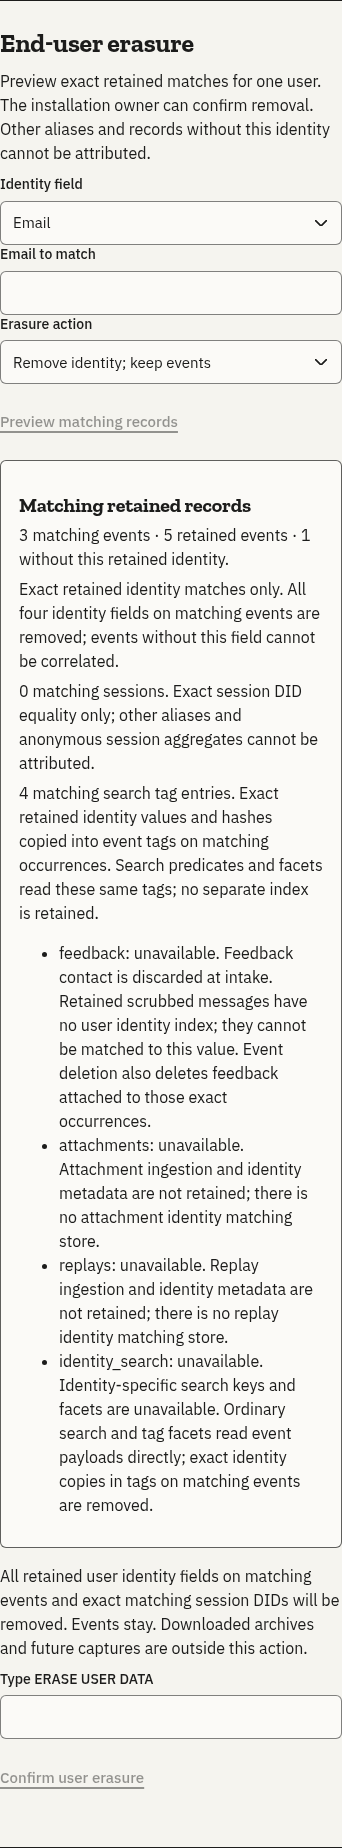 End-user erasure
Preview exact retained matches for one user.
The installation owner can confirm removal.
Other aliases and records without this identity
cannot be attributed.
Identity field
Email
Email to match
Erasure action
Remove identity; keep events
Preview matching records
Matching retained records
3 matching events · 5 retained events · 1
without this retained identity.
Exact retained identity matches only. All
four identity fields on matching events are
removed; events without this field cannot
be correlated.
0 matching sessions. Exact session DID
equality only; other aliases and
anonymous session aggregates cannot be
attributed.
4 matching search tag entries. Exact
retained identity values and hashes
copied into event tags on matching
occurrences. Search predicates and facets
read these same tags; no separate index
is retained.
• feedback: unavailable. Feedback
contact is discarded at intake.
Retained scrubbed messages have
no user identity index; they cannot
be matched to this value. Event
deletion also deletes feedback
attached to those exact
occurrences.
• attachments: unavailable.
Attachment ingestion and identity
metadata are not retained; there is
no attachment identity matching
store.
• replays: unavailable. Replay
ingestion and identity metadata are
not retained; there is no replay
identity matching store.
• identity_search: unavailable.
Identity-specific search keys and
facets are unavailable. Ordinary
search and tag facets read event
payloads directly; exact identity
copies in tags on matching events
are removed.
All retained user identity fields on matching
events and exact matching session DIDs will be
removed. Events stay. Downloaded archives
and future captures are outside this action.
Type ERASE USER DATA
Confirm user erasure